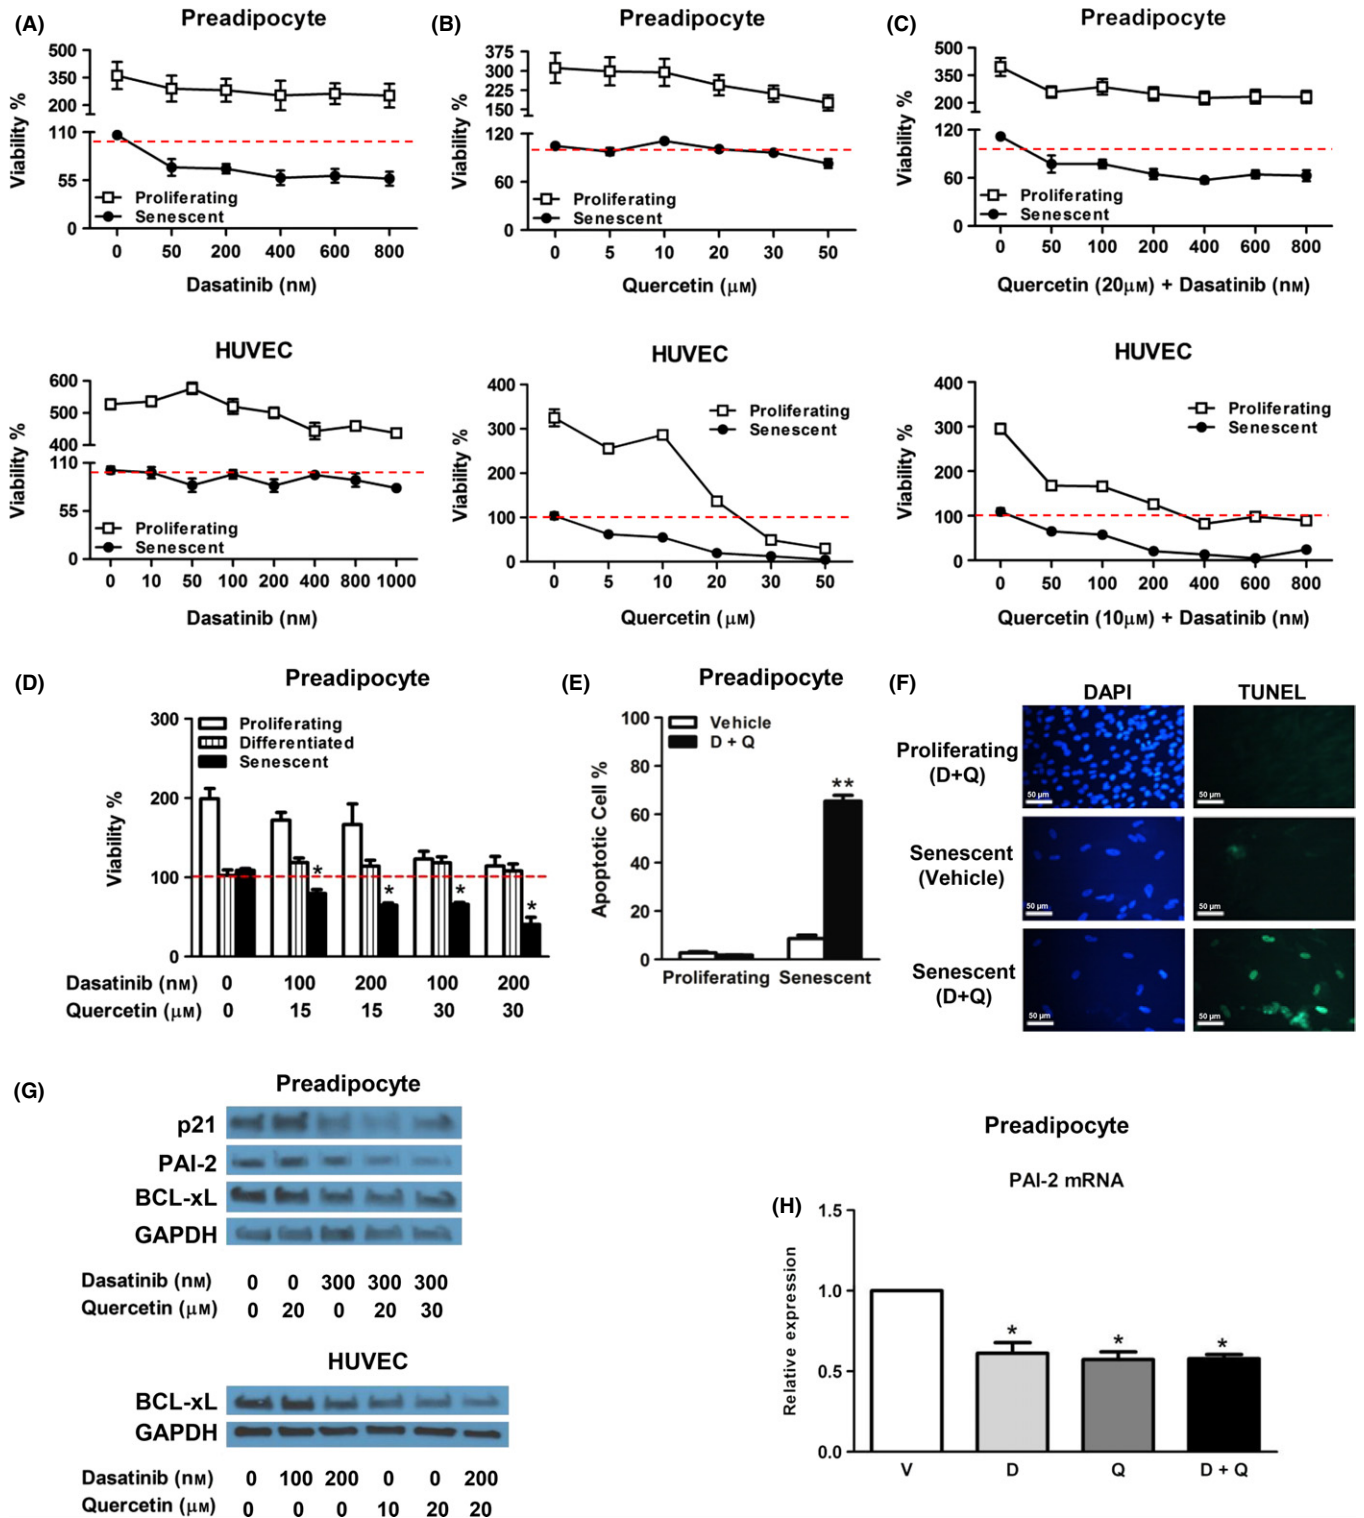 (A)
Preadipocyte
Viability %
500
350
200
110
55
0
Proliferating
Senescent
0 50 200 400 600 800
Dasatinib (nM)
HUVEC
Viability %
600
500
400
110
55
0
Proliferating
Senescent
0 10 50 100 200 400 800 1000
Dasatinib (nM)
(B)
Preadipocyte
Viability %
375
300
225
150
120
60
0
Proliferating
Senescent
0 5 10 20 30 50
Quercetin (μM)
HUVEC
Viability %
400
300
200
100
0
Proliferating
Senescent
0 5 10 20 30 50
Quercetin (μM)
(C)
Preadipocyte
Viability %
500
350
200
120
60
0
Proliferating
Senescent
0 50 100 200 400 600 800
Quercetin (20μM) + Dasatinib (nM)
HUVEC
Viability %
400
300
200
100
0
Proliferating
Senescent
0 50 100 200 400 600 800
Quercetin (10μM) + Dasatinib (nM)
(D)
Preadipocyte
Viability %
300
200
100
0
Proliferating
Differentiated
Senescent
* * * *
Dasatinib (nM) 0 100 200 100 200
Quercetin (μM) 0 15 15 30 30
(E)
Preadipocyte
Apoptotic Cell %
100
80
60
40
20
0
Vehicle
D + Q
**
Proliferating Senescent
(F)
DAPI TUNEL
Proliferating
(D+Q)
50 μm 50 μm
Senescent
(Vehicle)
50 μm 50 μm
Senescent
(D+Q)
50 μm 50 μm
(G)
Preadipocyte
p21
PAI-2
BCL-xL
GAPDH
Dasatinib (nM) 0 0 300 300 300
Quercetin (μM) 0 20 0 20 30
HUVEC
BCL-xL
GAPDH
Dasatinib (nM) 0 100 200 0 0 200
Quercetin (μM) 0 0 0 10 20 20
(H)
Preadipocyte
PAI-2 mRNA
Relative expression
1.5
1.0
0.5
0.0
* * *
V D Q D + Q